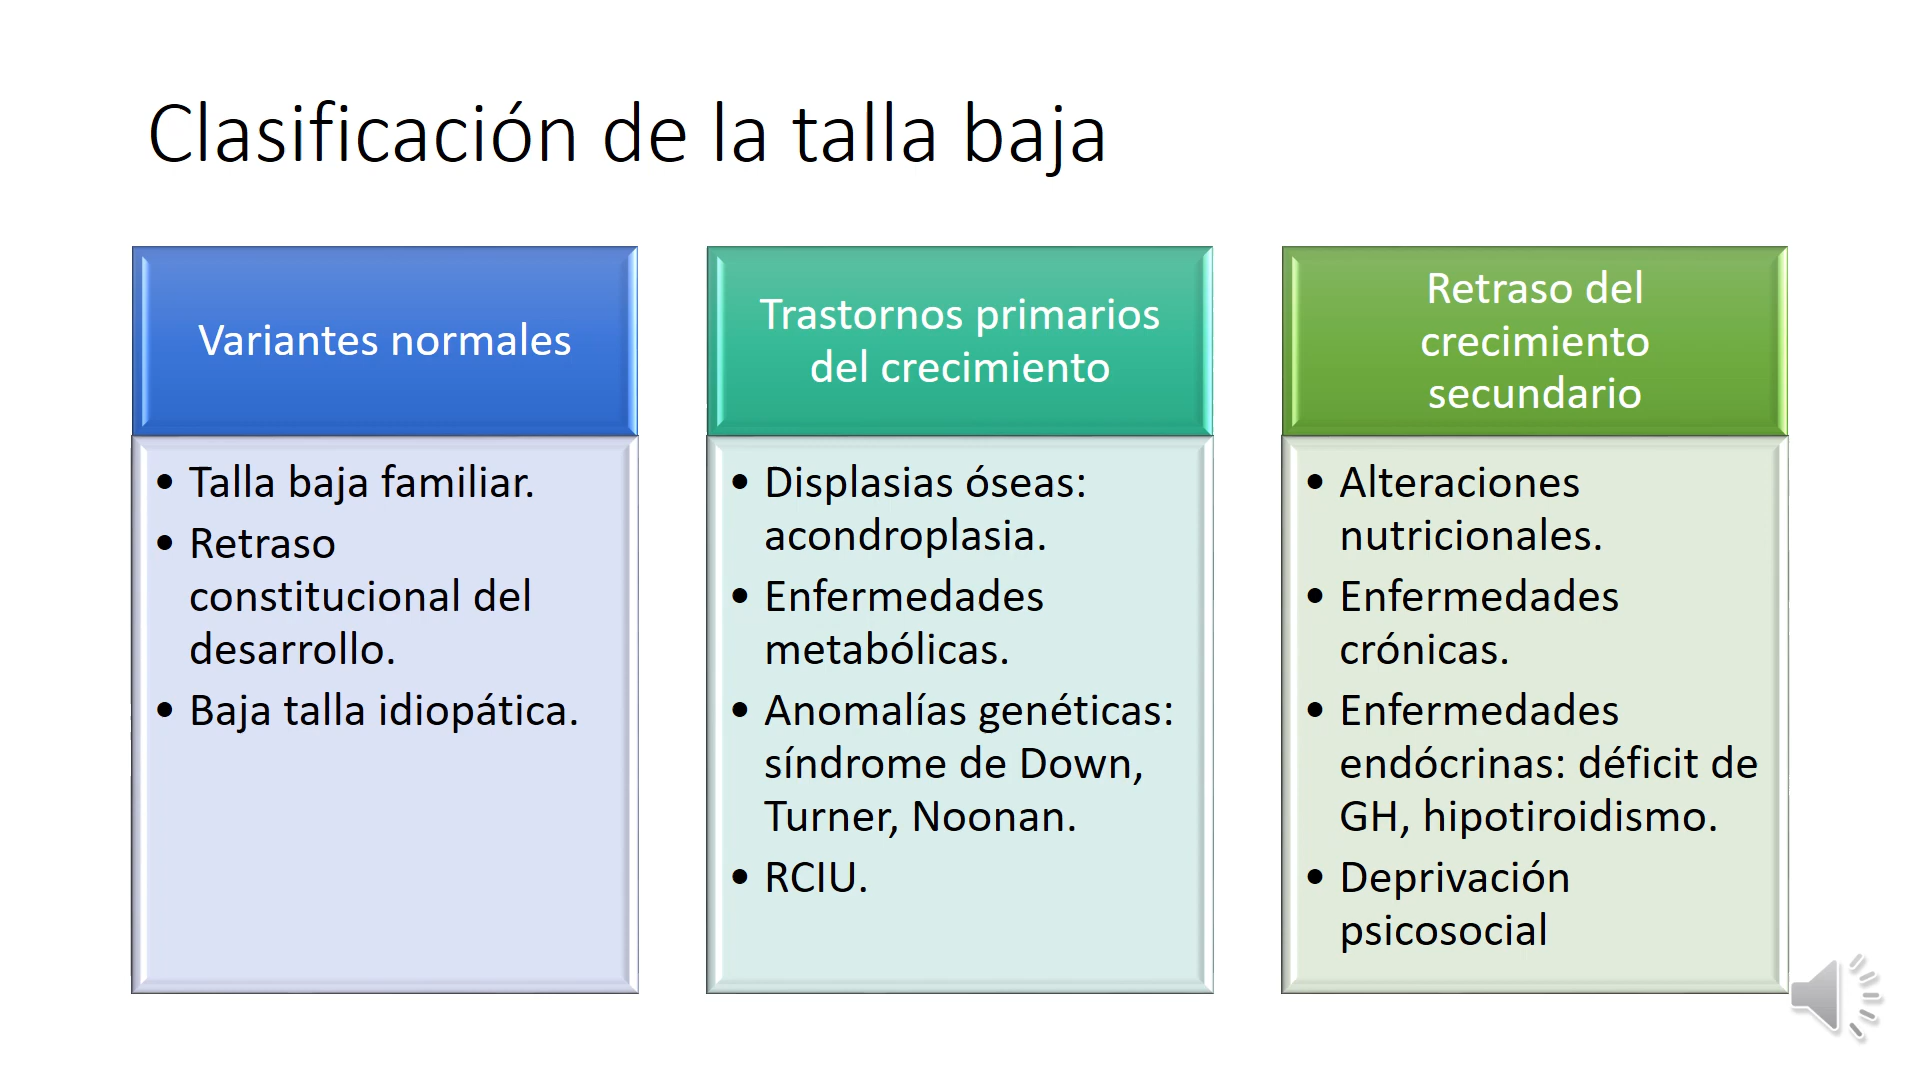 Clasificación de la talla baja
Variantes normales
• Talla baja familiar.
• Retraso
constitucional del
desarrollo.
• Baja talla idiopática.
Trastornos primarios
del crecimiento
• Displasias óseas:
acondroplasia.
• Enfermedades
metabólicas.
• Anomalías genéticas:
síndrome de Down,
Turner, Noonan.
• RCIU.
Retraso del
crecimiento
secundario
• Alteraciones
nutricionales.
• Enfermedades
crónicas.
• Enfermedades
endócrinas: déficit de
GH, hipotiroidismo.
• Deprivación
psicosocial